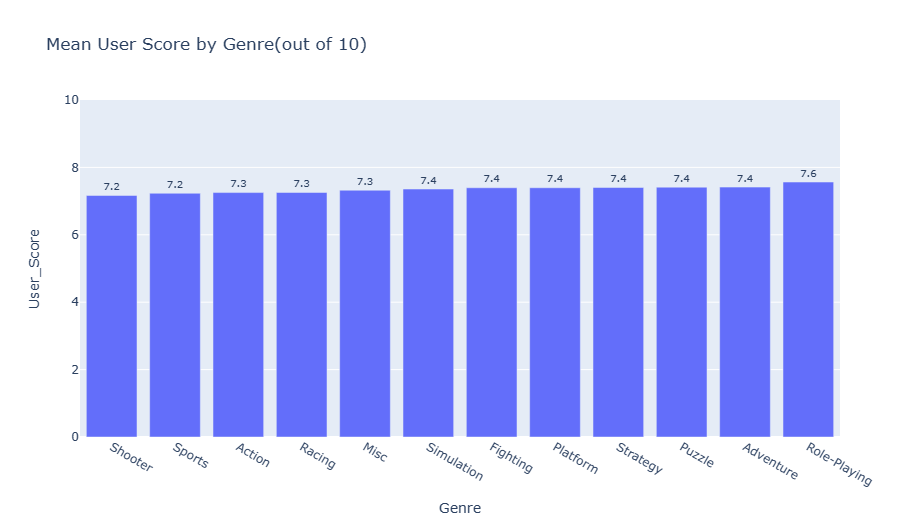 Mean User Score by Genre(out of 10)
10
8
6
4
2
0
User_Score
7.2
7.2
7.3
7.3
7.3
7.4
7.4
7.4
7.4
7.4
7.4
7.6
Shooter
Sports
Action
Racing
Misc
Simulation
Fighting
Platform
Strategy
Puzzle
Adventure
Role-Playing
Genre